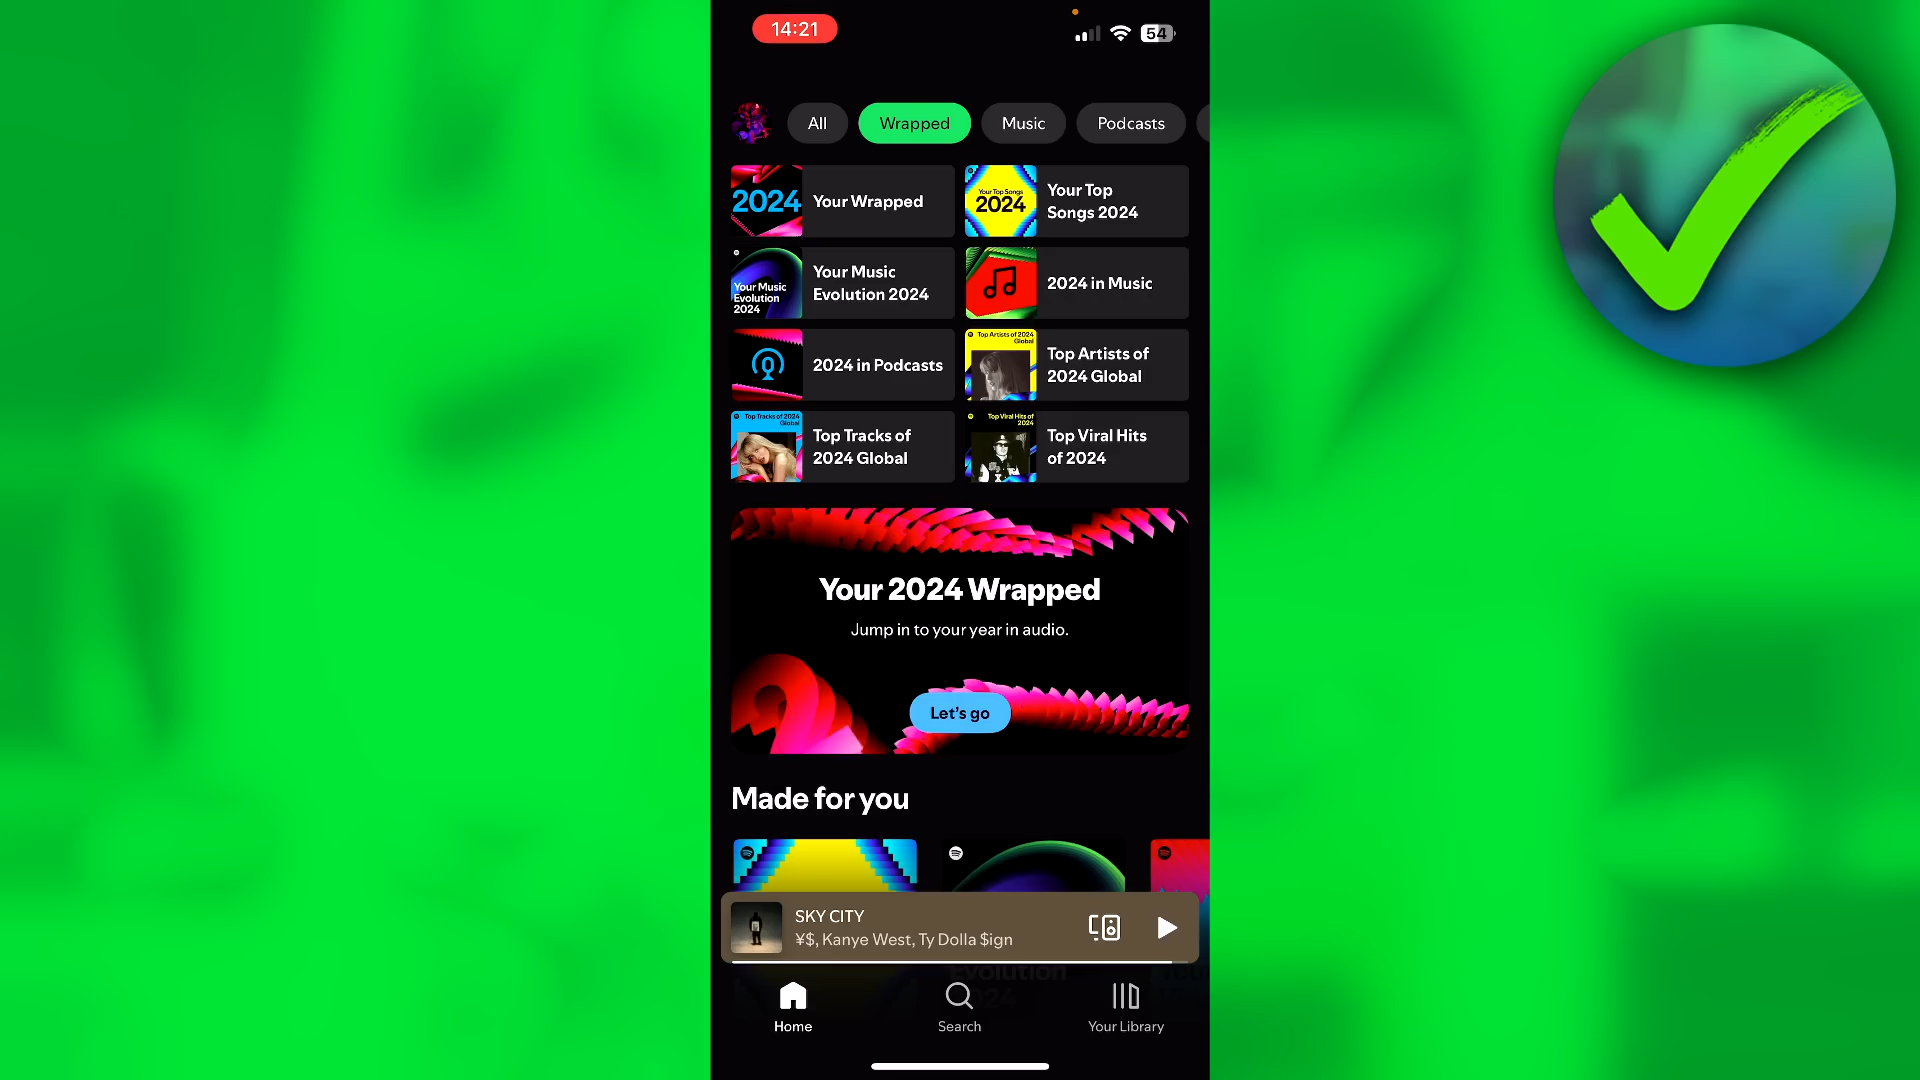 14:21
54
All
Wrapped
Music
Podcasts
2024
Your Wrapped
Your Top Songs
2024
Your Top
Songs 2024
Your Music
Evolution
2024
Your Music
Evolution 2024
2024 in Music
2024 in Podcasts
Top Artists of 2024
Global
Top Artists of
2024 Global
Top Tracks of 2024
Global
Top Tracks of
2024 Global
Top Viral Hits of
2024
Top Viral Hits
of 2024
Your 2024 Wrapped
Jump in to your year in audio.
Let's go
Made for you
SKY CITY
¥$, Kanye West, Ty Dolla $ign
Evolution
Home
Search
Your Library